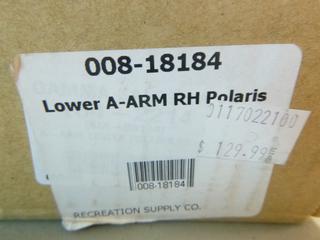 008-18184
Lower A-ARM RH Polaris
0117022100
$ 129.99
008-18184
RECREATION SUPPLY CO.